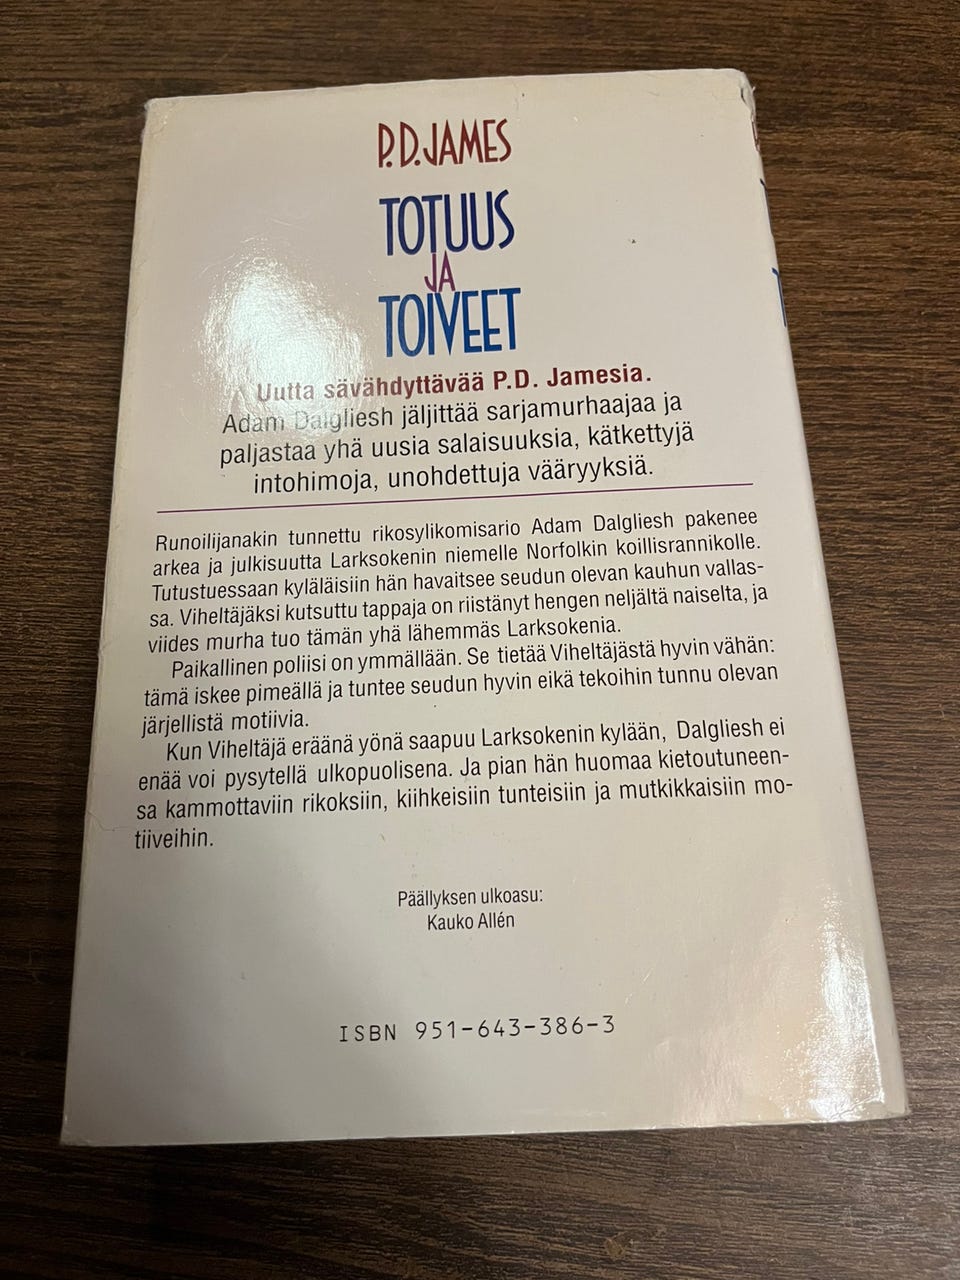 P.D. JAMES
TOTUUS
JA
TOIVEET
Uutta sävähdyttävää P.D. Jamesia.
Adam Dalgliesh jäljittää sarjamurhaajaa ja
paljastaa yhä uusia salaisuuksia, kätkettyjä
intohimoja, unohdettuja vääryyksiä.
Runoilijanakin tunnettu rikosylikomisario Adam Dalgliesh pakenee
arkea ja julkisuutta Larksokenin niemelle Norfolkin koillisrannikolle.
Tutustuessaan kyläläisiin hän havaitsee seudun olevan kauhun vallas-
sa. Viheltäjäksi kutsuttu tappaja on riistänyt hengen neljältä naiselta, ja
viides murha tuo tämän yhä lähemmäs Larksokenia.
Paikallinen poliisi on ymmällään. Se tietää Viheltäjästä hyvin vähän:
tämä iskee pimeällä ja tuntee seudun hyvin eikä tekoihin tunnu olevan
järjellistä motiivia.
Kun Viheltäjä eräänä yönä saapuu Larksokenin kylään, Dalgliesh ei
enää voi pysytellä ulkopuolisena. Ja pian hän huomaa kietoutuneen-
sa kammottaviin rikoksiin, kiihkeisiin tunteisiin ja mutkikkaisiin mo-
tiiveihin.
Päällyksen ulkoasu:
Kauko Allén
ISBN 951-643-386-3